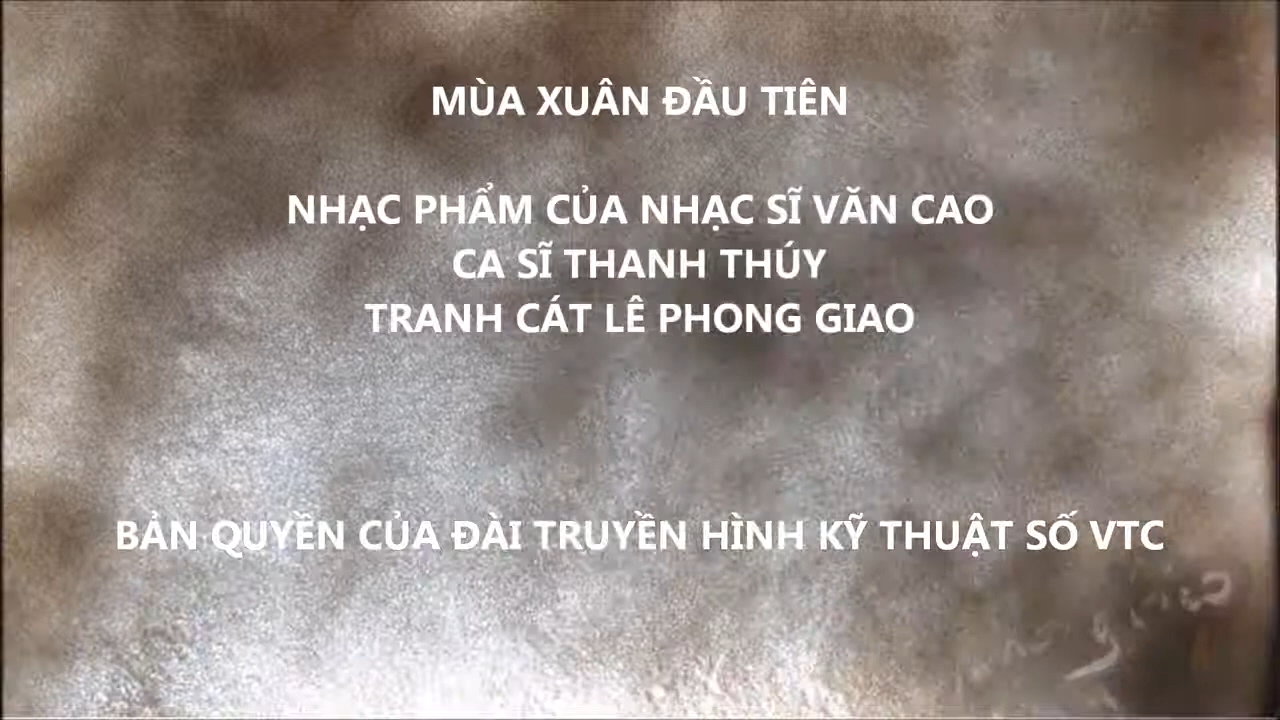 MÙA XUÂN ĐẦU TIÊN
NHẠC PHẨM CỦA NHẠC SĨ VĂN CAO
CA SĨ THANH THÚY
TRANH CÁT LÊ PHONG GIAO
BẢN QUYỀN CỦA ĐÀI TRUYỀN HÌNH KỸ THUẬT SỐ VTC